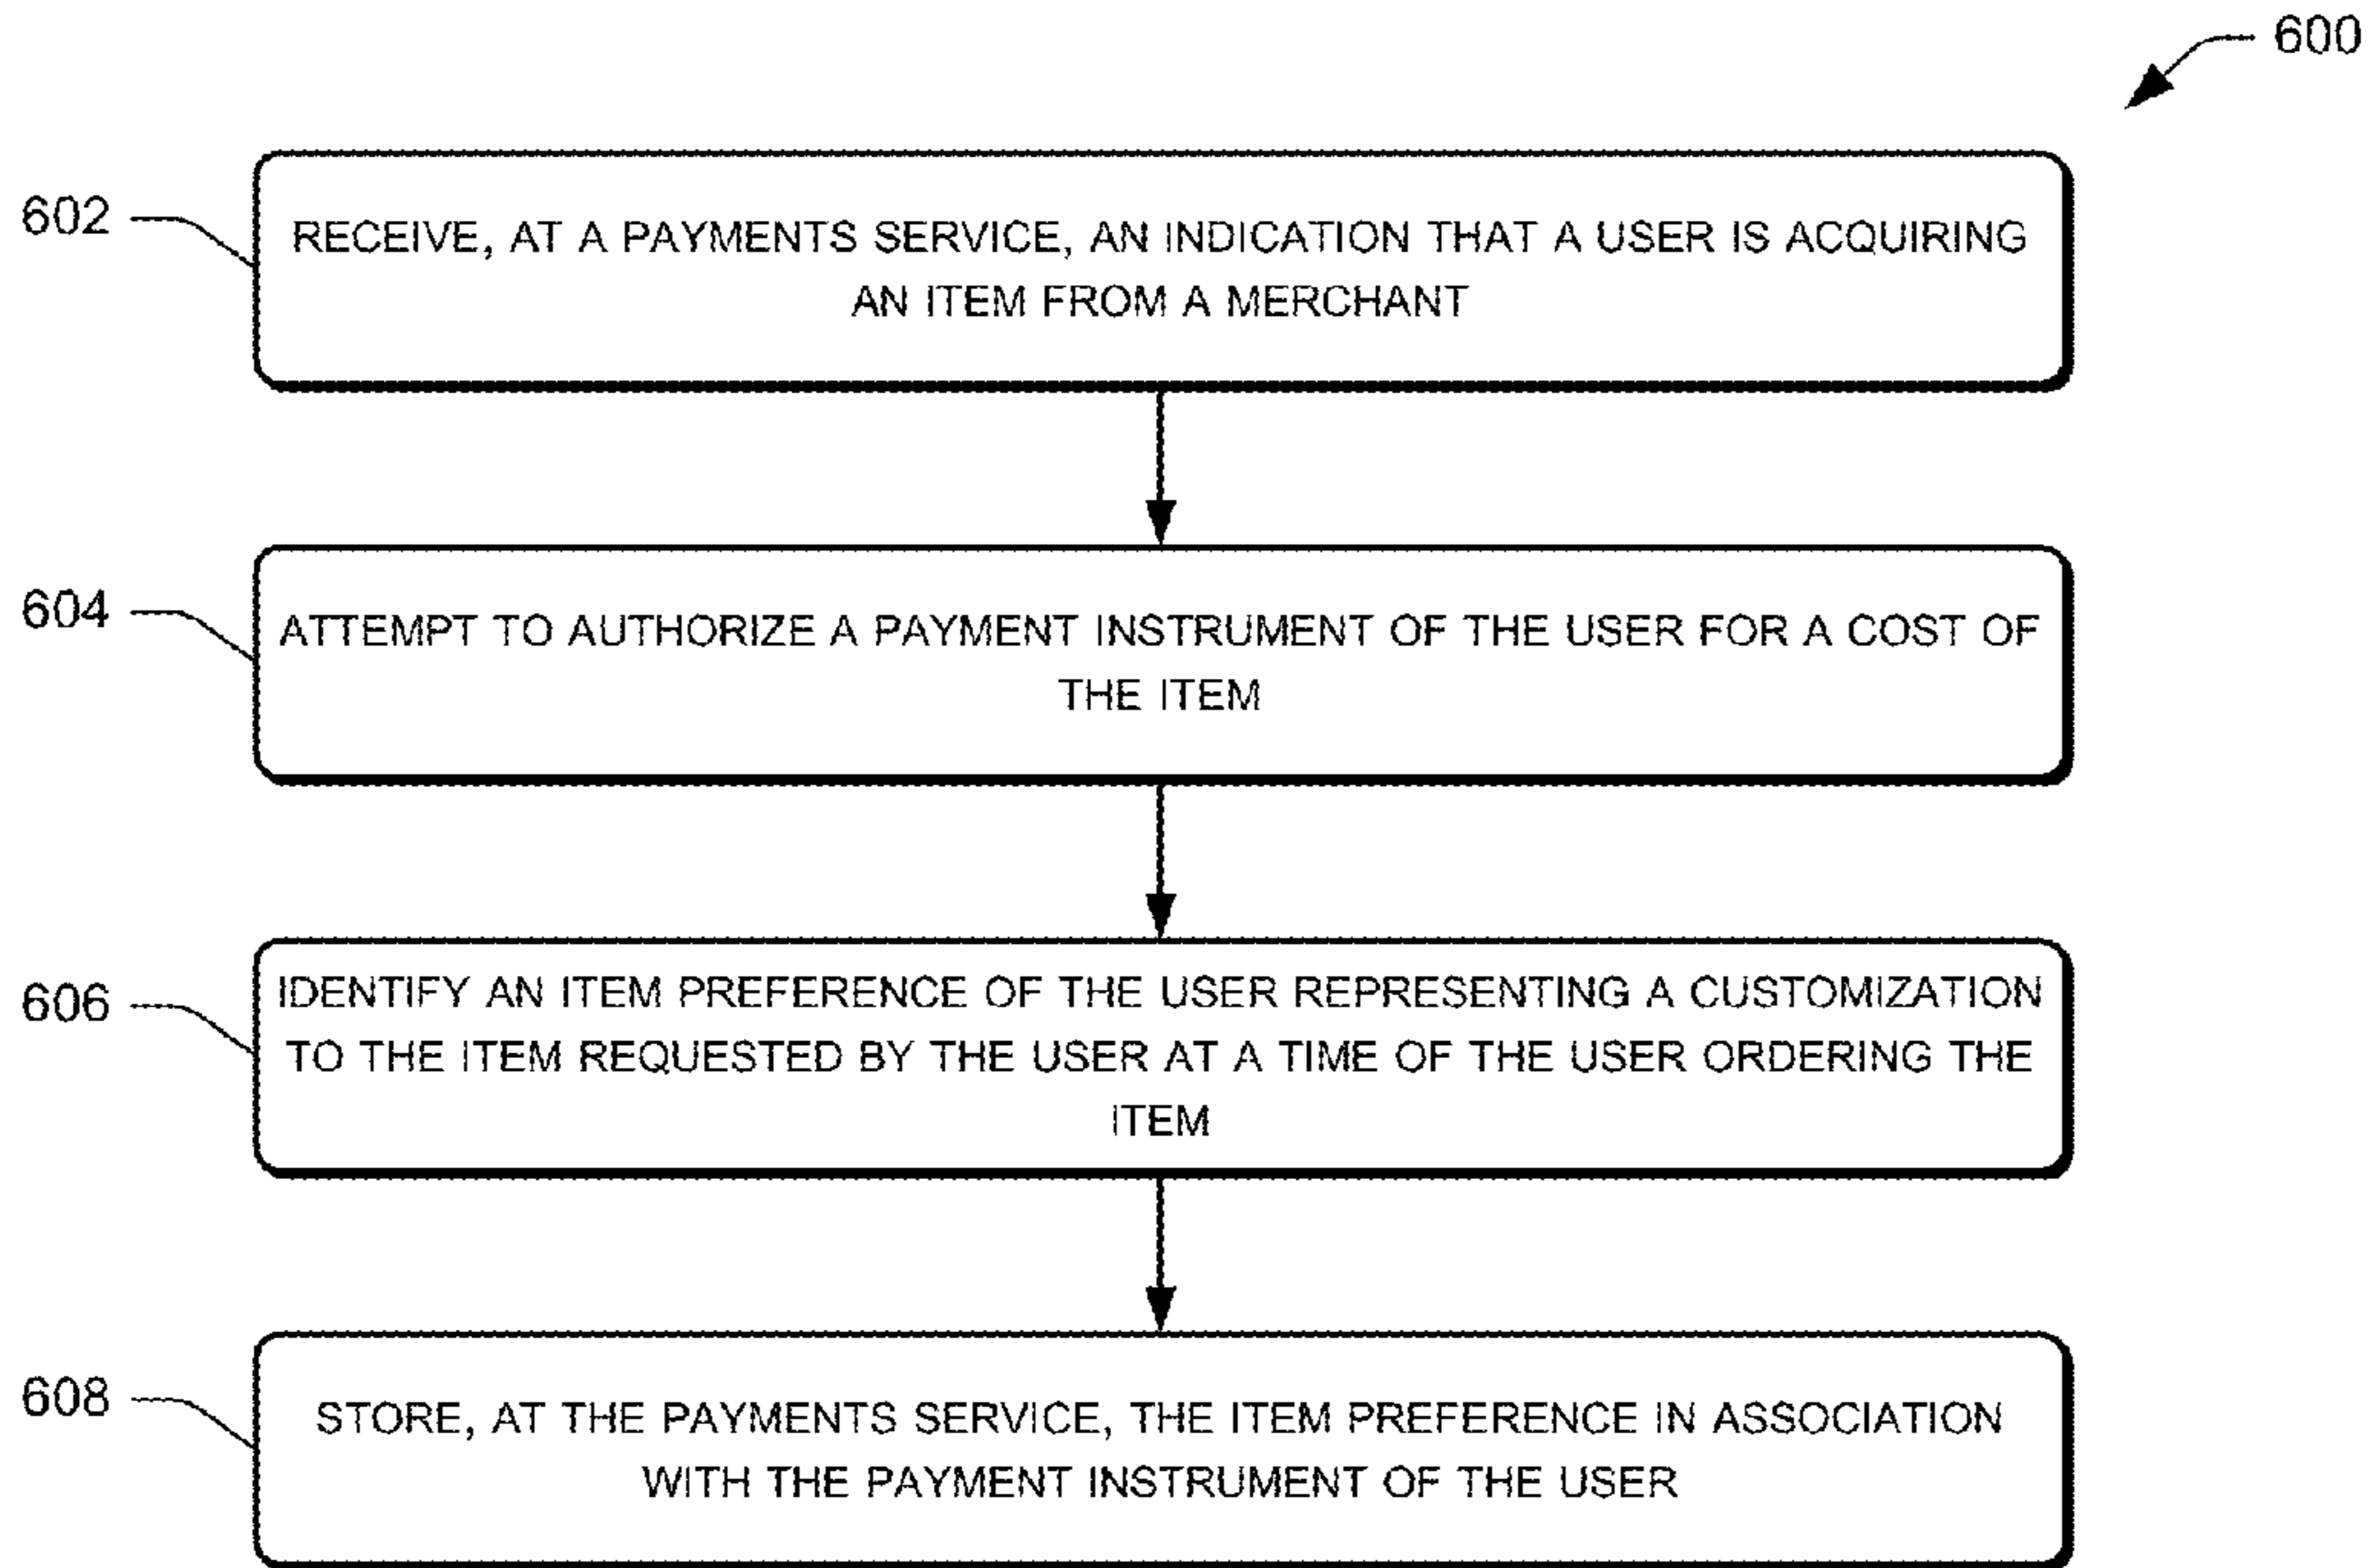 600
602
RECEIVE, AT A PAYMENTS SERVICE, AN INDICATION THAT A USER IS ACQUIRING
AN ITEM FROM A MERCHANT
604
ATTEMPT TO AUTHORIZE A PAYMENT INSTRUMENT OF THE USER FOR A COST OF
THE ITEM
606
IDENTIFY AN ITEM PREFERENCE OF THE USER REPRESENTING A CUSTOMIZATION
TO THE ITEM REQUESTED BY THE USER AT A TIME OF THE USER ORDERING THE
ITEM
608
STORE, AT THE PAYMENTS SERVICE, THE ITEM PREFERENCE IN ASSOCIATION
WITH THE PAYMENT INSTRUMENT OF THE USER